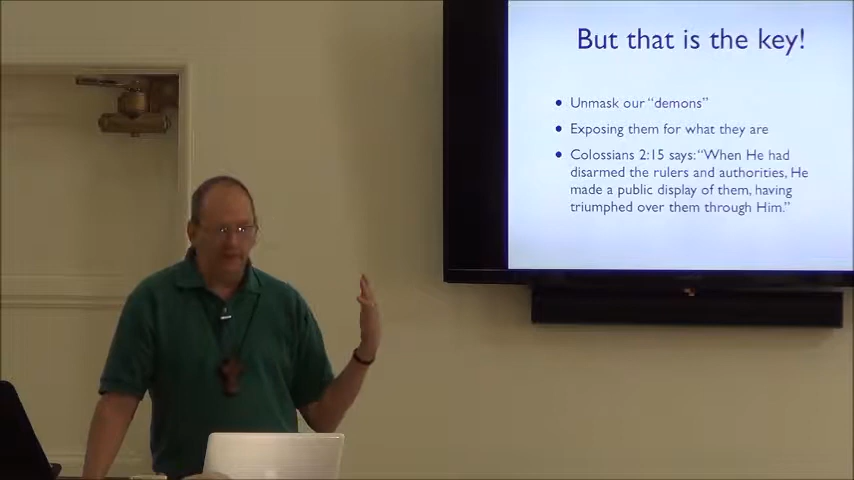 But that is the key!
• Unmask our "demons"
• Exposing them for what they are
• Colossians 2:15 says: "When He had
disarmed the rulers and authorities, He
made a public display of them, having
triumphed over them through Him."